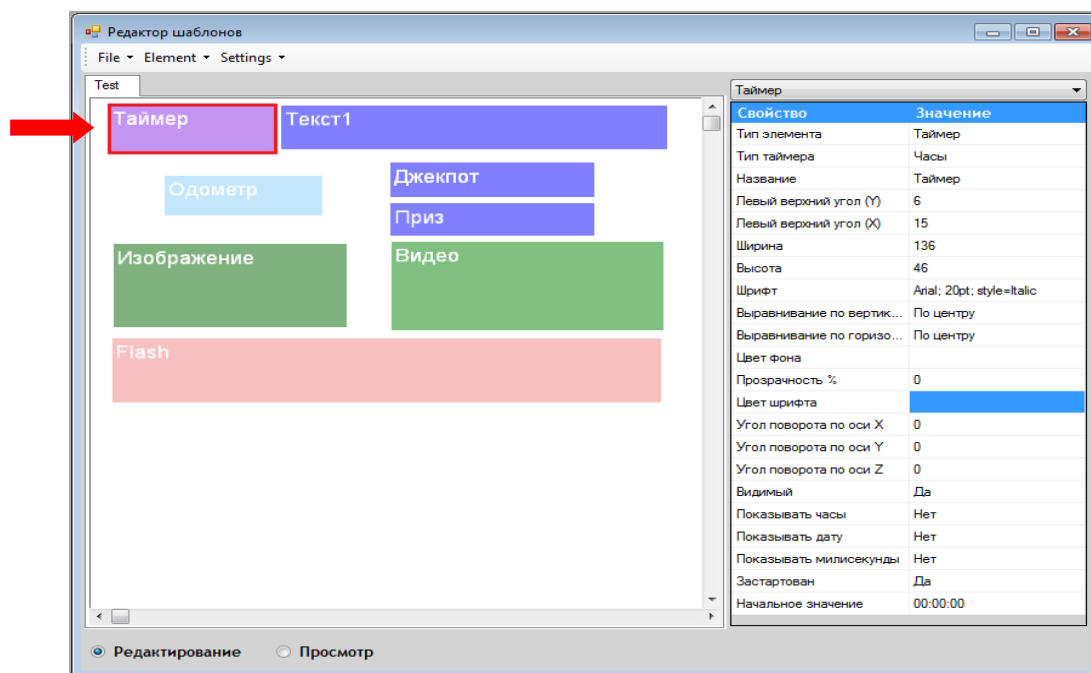 Редактор шаблонов
File Element Settings
Test
Таймер
Текст1
Одометр
Джекпот
Приз
Изображение
Видео
Flash
Таймер
Свойство Значение
Тип элемента Таймер
Тип таймера Часы
Название Таймер
Левый верхний угол (Y) 6
Левый верхний угол (X) 15
Ширина 136
Высота 46
Шрифт Arial; 20pt; style=Italic
Выравнивание по вертик... По центру
Выравнивание по горизо... По центру
Цвет фона
Прозрачность % 0
Цвет шрифта
Угол поворота по оси X 0
Угол поворота по оси Y 0
Угол поворота по оси Z 0
Видимый Да
Показывать часы Нет
Показывать дату Нет
Показывать милисекунды Нет
Застартован Да
Начальное значение 00:00:00
Редактирование Просмотр